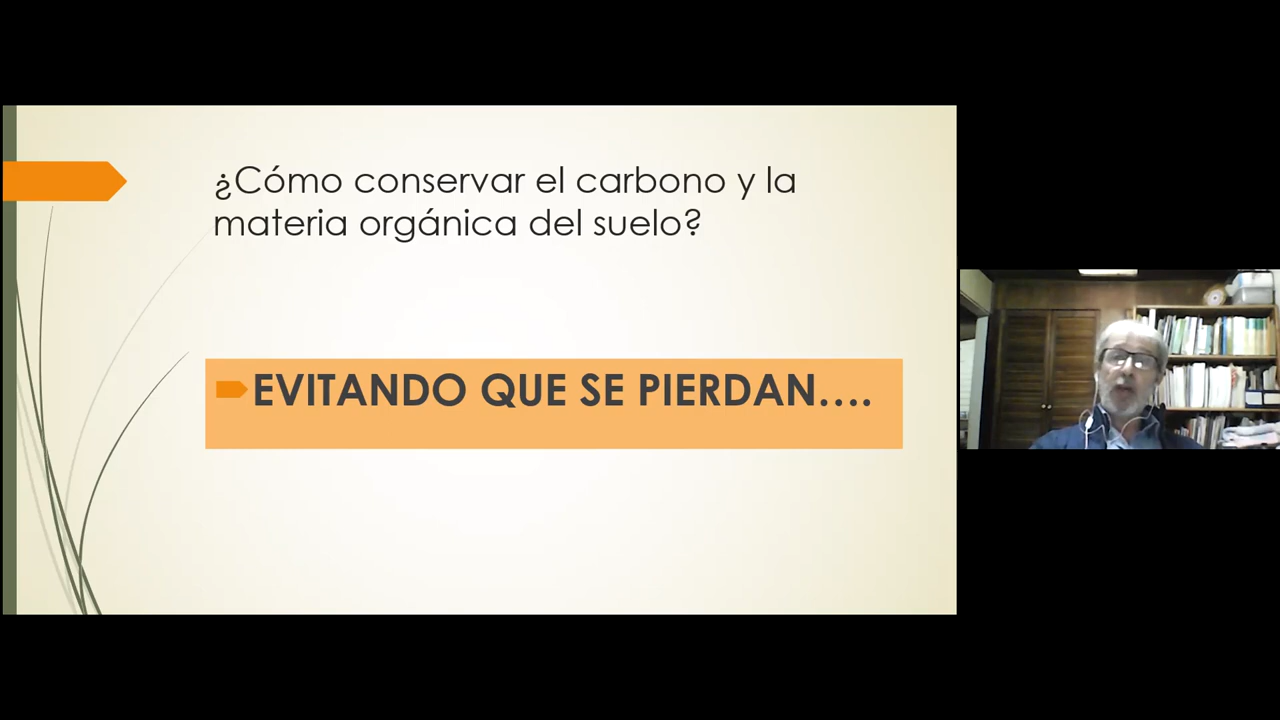 ¿Cómo conservar el carbono y la
materia orgánica del suelo?
EVITANDO QUE SE PIERDAN….